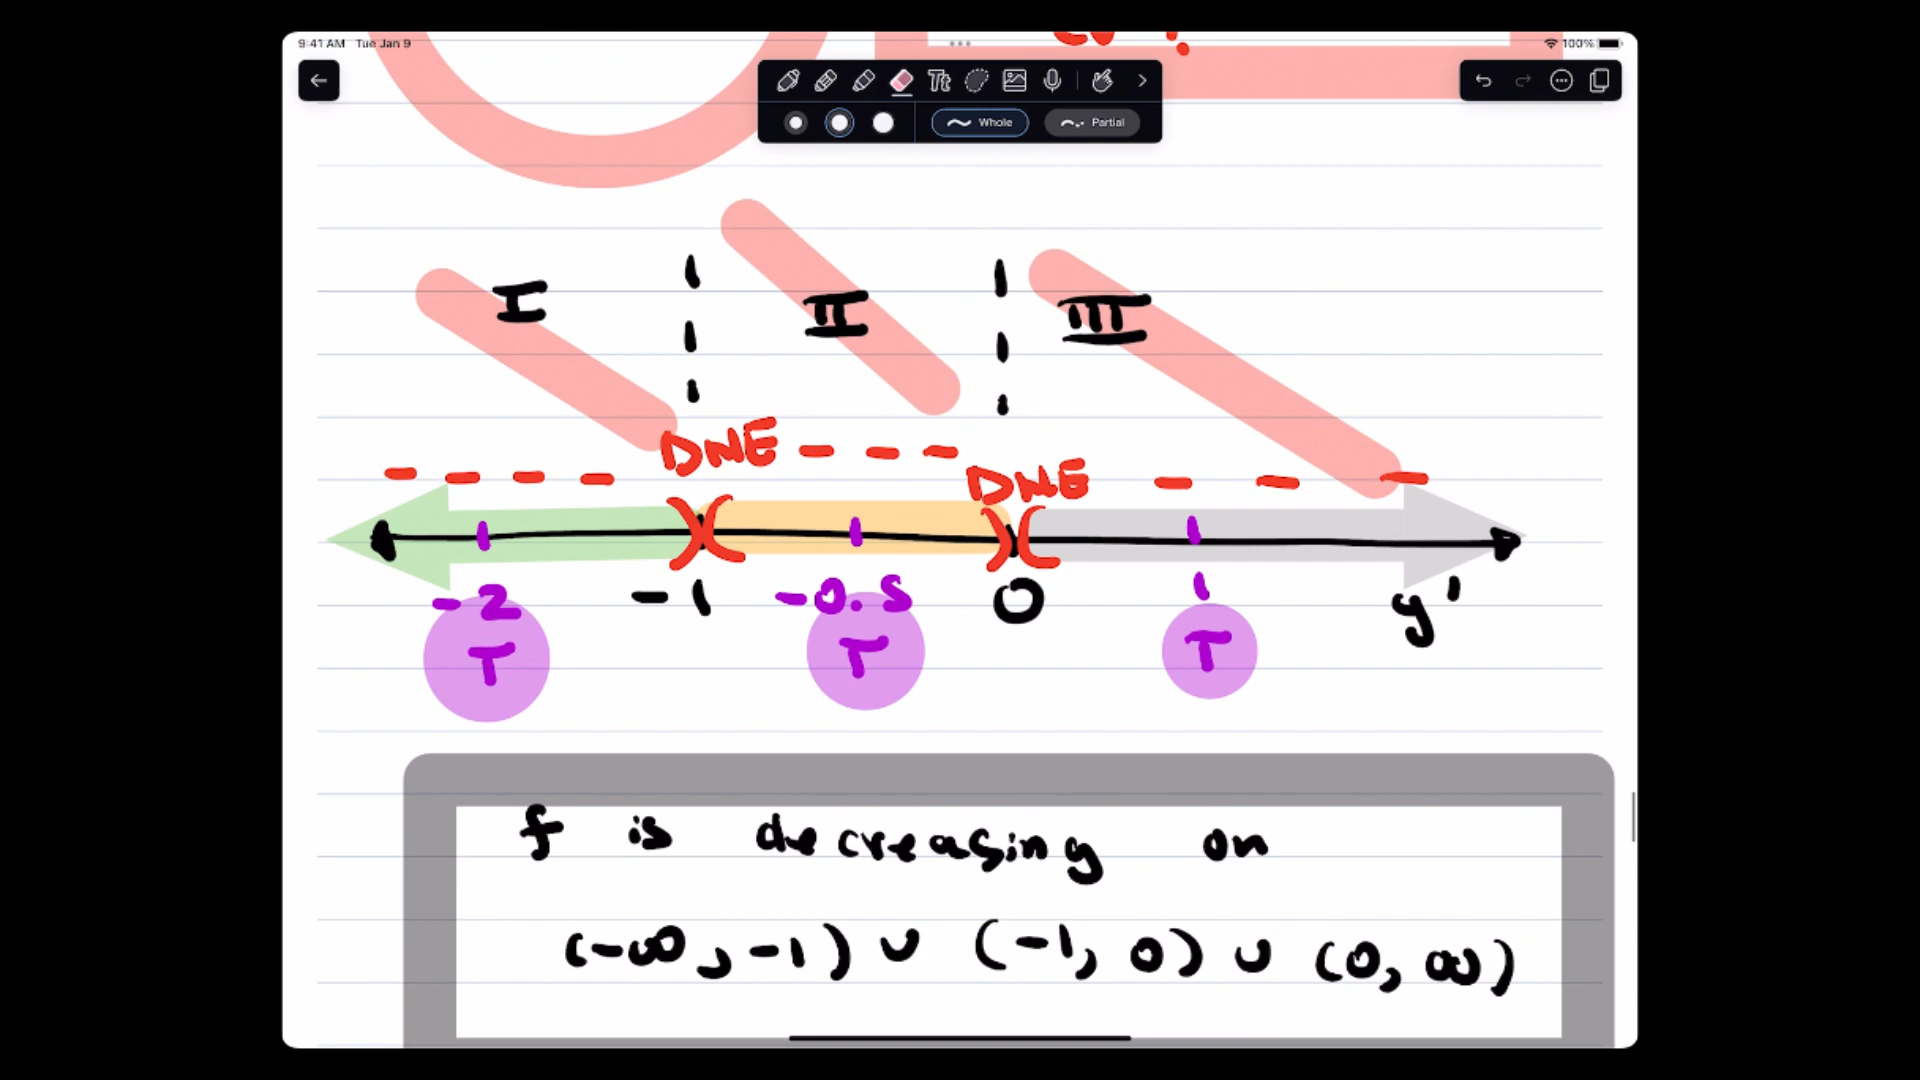 9:41 AM Tue Jan 9
100%
Tt
Whole Partial
I II III
DNE
DNE
-2 -1 -0.5 0 1 y'
T T T
f is decreasing on
(-∞, -1) ∪ (-1, 0) ∪ (0, ∞)